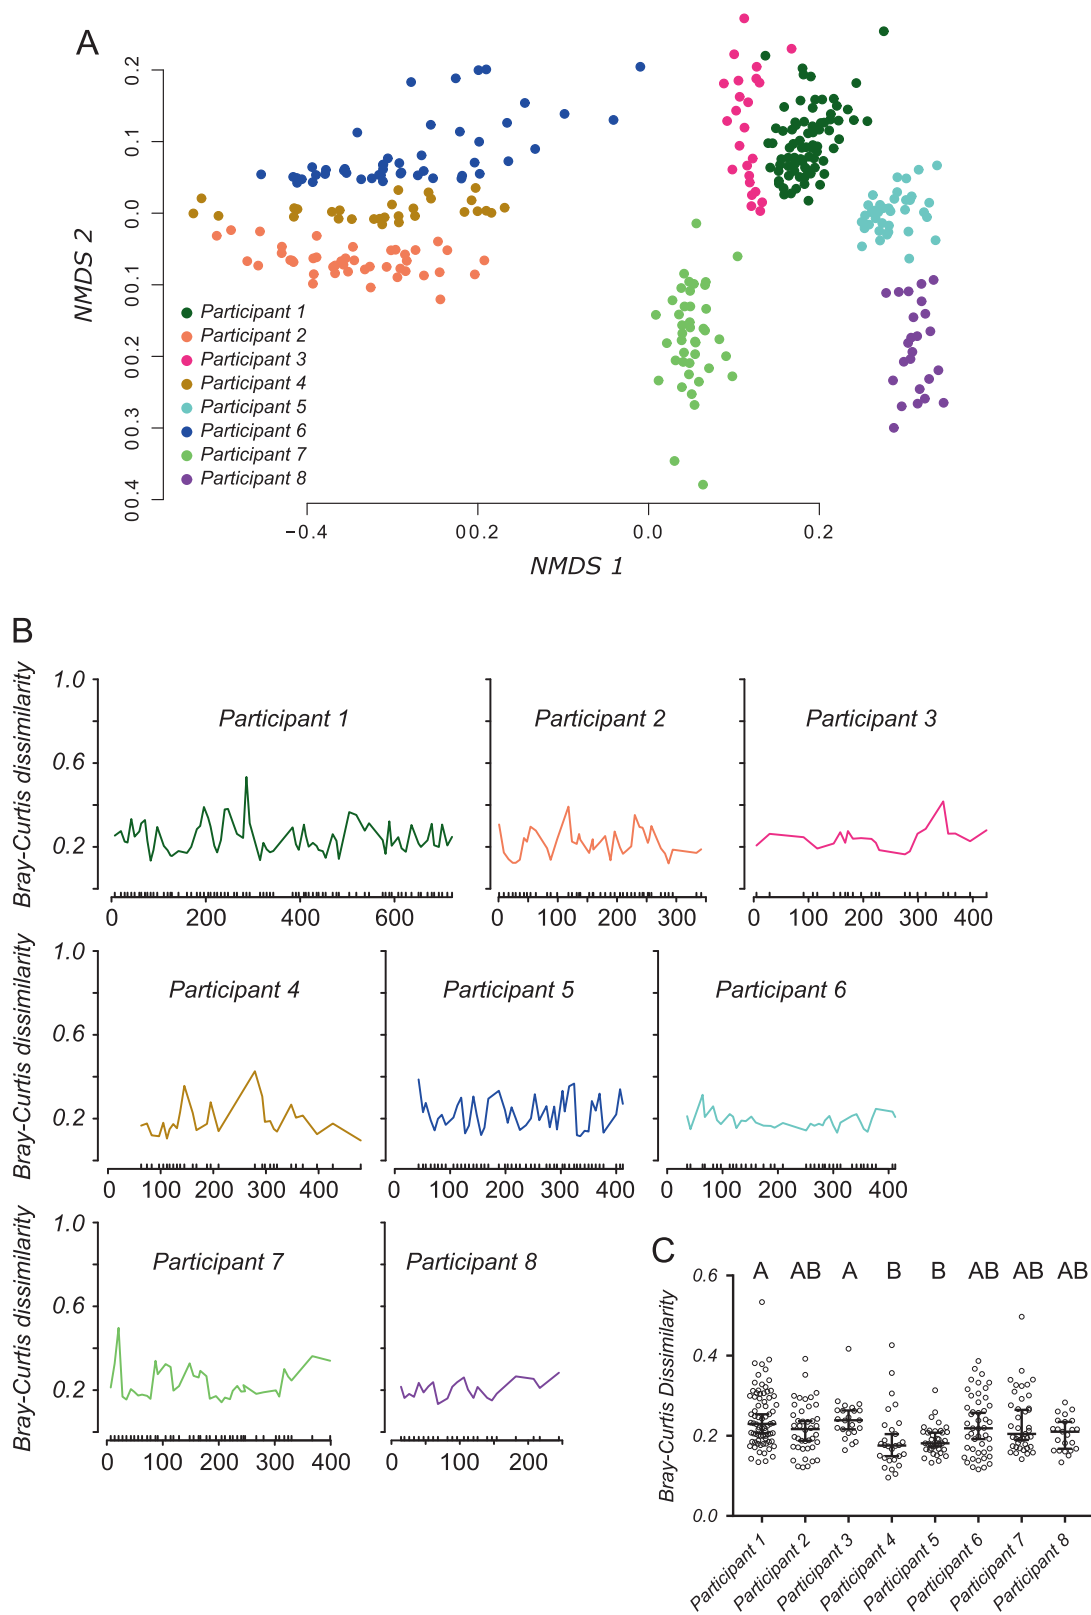 A
0.2
0.1
0.0
00.1
00.2
00.3
00.4
NMDS 2
Participant 1
Participant 2
Participant 3
Participant 4
Participant 5
Participant 6
Participant 7
Participant 8
−0.4
00.2
0.0
0.2
NMDS 1
B
Bray-Curtis dissimilarity
1.0
0.6
0.2
Participant 1
0 200 400 600
Participant 2
0 100 200 300
Participant 3
0 100 200 300 400
Bray-Curtis dissimilarity
1.0
0.6
0.2
Participant 4
0 100 200 300 400
Participant 5
0 100 200 300 400
Participant 6
0 100 200 300 400
Bray-Curtis dissimilarity
1.0
0.6
0.2
Participant 7
0 100 200 300 400
Participant 8
0 100 200
C
Bray-Curtis Dissimilarity
0.6
0.4
0.2
0.0
A AB A B B AB AB AB
Participant 1
Participant 2
Participant 3
Participant 4
Participant 5
Participant 6
Participant 7
Participant 8